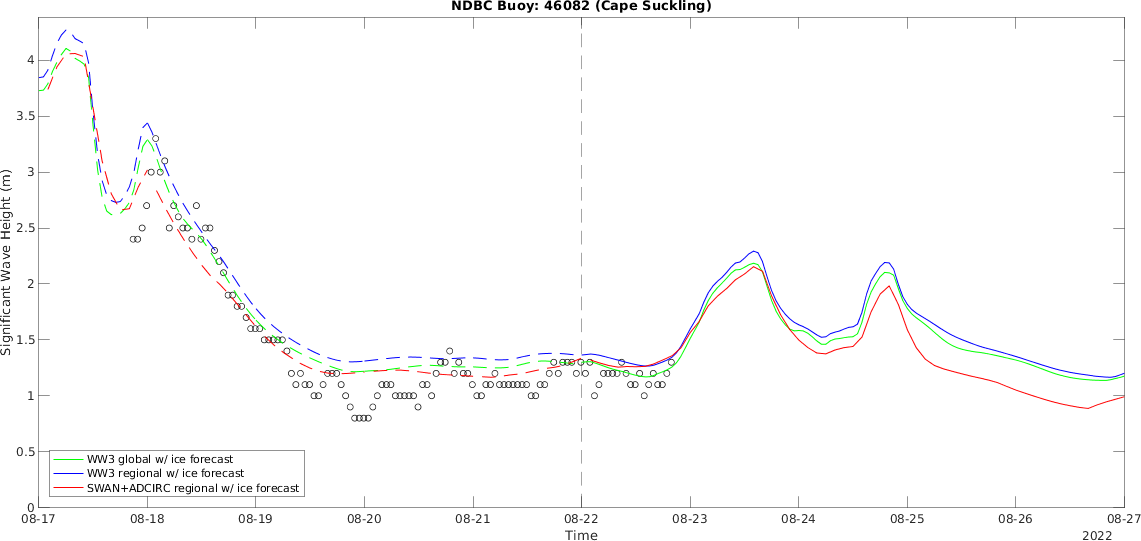 NDBC Buoy: 46082 (Cape Suckling)
Significant Wave Height (m)
4
3.5
3
2.5
2
1.5
1
0.5
0
WW3 global w/ ice forecast
WW3 regional w/ ice forecast
SWAN+ADCIRC regional w/ ice forecast
08-17 08-18 08-19 08-20 08-21 08-22 08-23 08-24 08-25 08-26 08-27
Time
2022